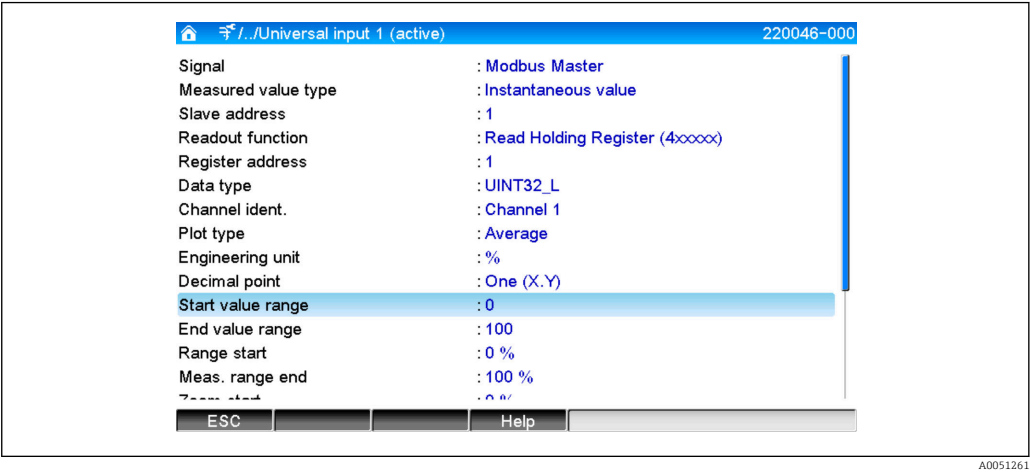 /../Universal input 1 (active) 220046-000
Signal : Modbus Master
Measured value type : Instantaneous value
Slave address : 1
Readout function : Read Holding Register (4xxxxx)
Register address : 1
Data type : UINT32_L
Channel ident. : Channel 1
Plot type : Average
Engineering unit : %
Decimal point : One (X.Y)
Start value range : 0
End value range : 100
Range start : 0 %
Meas. range end : 100 %
Zoom start : 0 %
ESC Help
A0051261